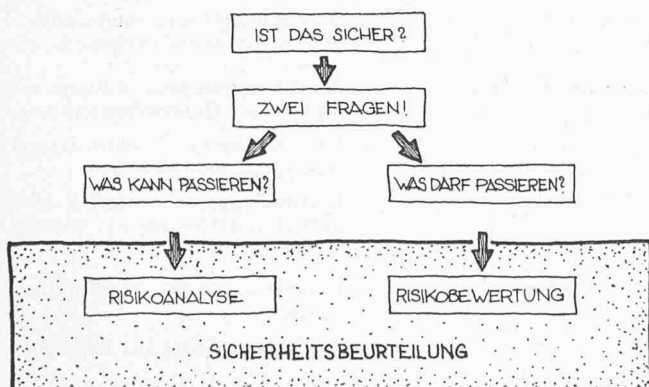 IST DAS SICHER?
ZWEI FRAGEN!
WAS KANN PASSIEREN?
WAS DARF PASSIEREN?
RISIKOANALYSE
RISIKOBEWERTUNG
SICHERHEITSBEURTEILUNG